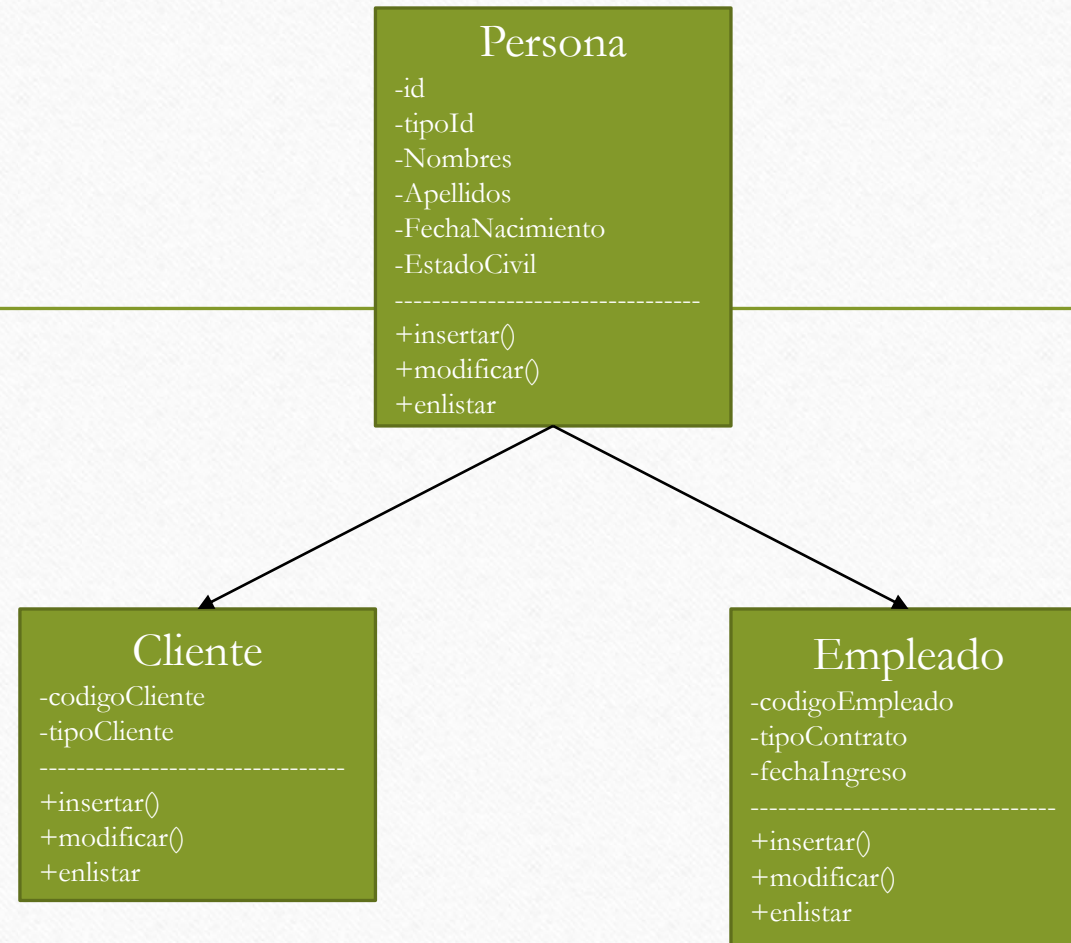 Persona
-id
-tipoId
-Nombres
-Apellidos
-FechaNacimiento
-EstadoCivil
---------------------------------
+insertar()
+modificar()
+enlistar
Cliente
-codigoCliente
-tipoCliente
---------------------------------
+insertar()
+modificar()
+enlistar
Empleado
-codigoEmpleado
-tipoContrato
-fechaIngreso
---------------------------------
+insertar()
+modificar()
+enlistar